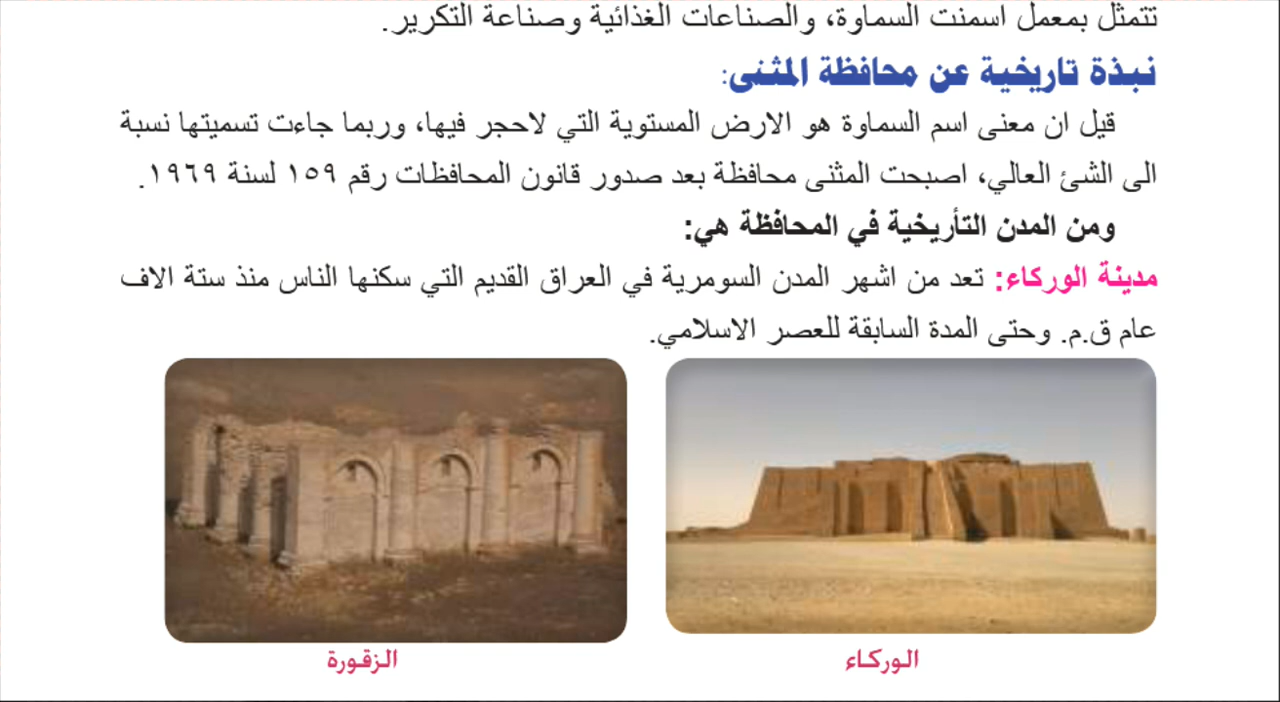 تتمثل بمعمل اسمنت السماوة، والصناعات الغذائية وصناعة التكرير.
نبذة تاريخية عن محافظة المثنى:
قيل ان معنى اسم السماوة هو الارض المستوية التي لاحجر فيها، وربما جاءت تسميتها نسبة
الى الشئ العالي، اصبحت المثنى محافظة بعد صدور قانون المحافظات رقم ١٥٩ لسنة ١٩٦٩.
ومن المدن التأريخية في المحافظة هي:
مدينة الوركاء: تعد من اشهر المدن السومرية في العراق القديم التي سكنها الناس منذ ستة الاف
عام ق.م. وحتى المدة السابقة للعصر الاسلامي.
الوركاء
الزقورة